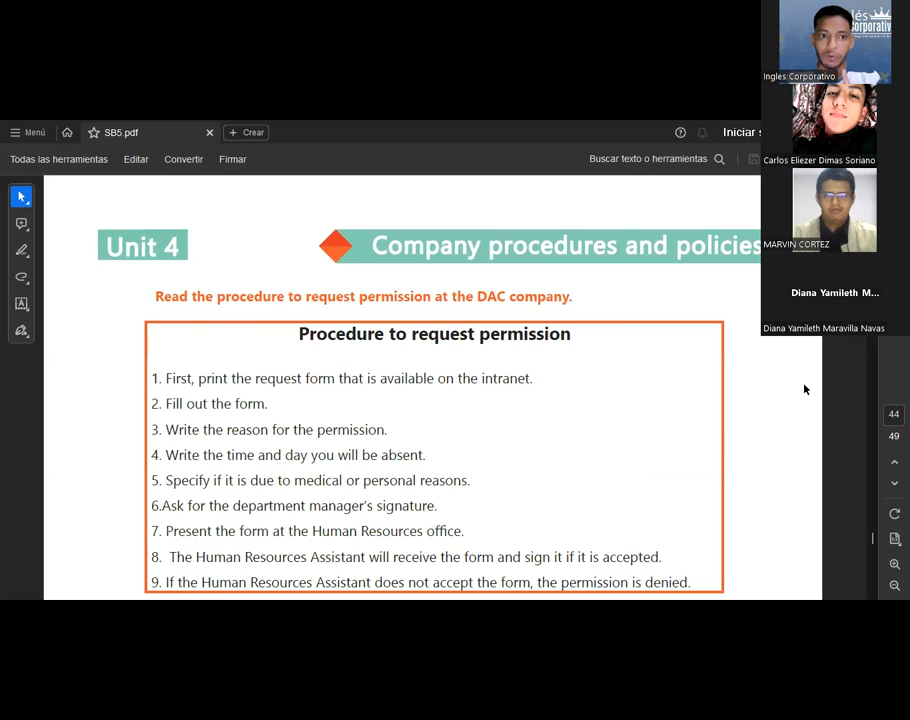 Menú
SB5.pdf
Crear
Iniciar s
Todas las herramientas
Editar
Convertir
Firmar
Buscar texto o herramientas
Unit 4
Company procedures and policies
Read the procedure to request permission at the DAC company.
Procedure to request permission
1. First, print the request form that is available on the intranet.
2. Fill out the form.
3. Write the reason for the permission.
4. Write the time and day you will be absent.
5. Specify if it is due to medical or personal reasons.
6.Ask for the department manager's signature.
7. Present the form at the Human Resources office.
8. The Human Resources Assistant will receive the form and sign it if it is accepted.
9. If the Human Resources Assistant does not accept the form, the permission is denied.
44
49
lés
orporativ
Ingles Corporativo
Carlos Eliezer Dimas Soriano
MARVIN CORTEZ
Diana Yamileth M...
Diana Yamileth Maravilla Navas